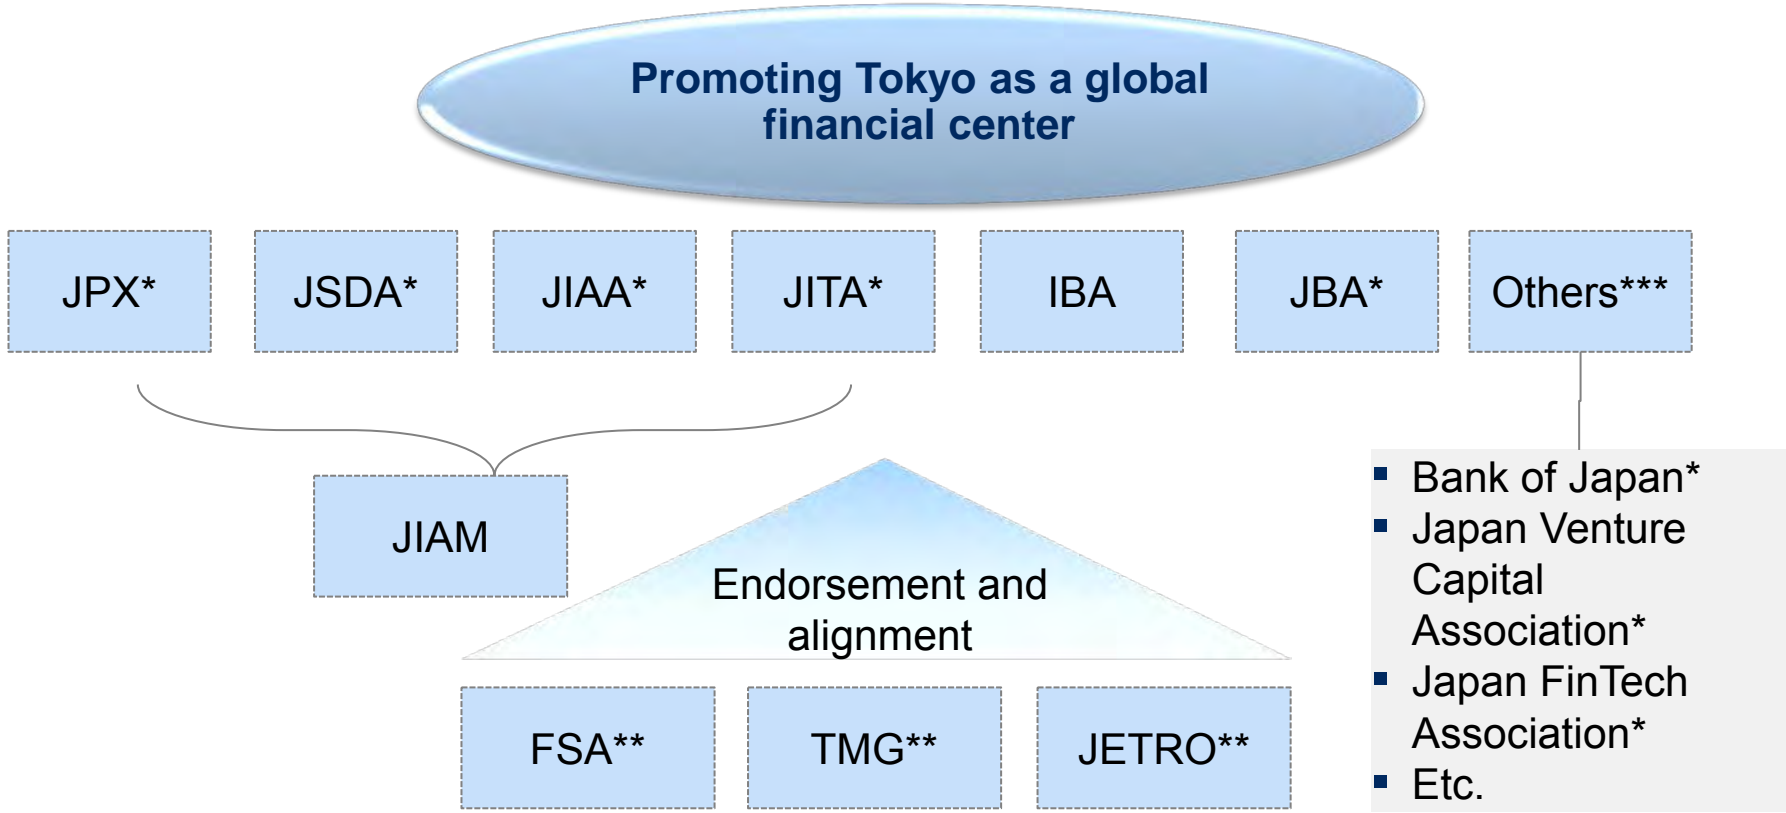 Promoting Tokyo as a global
financial center
JPX*
JSDA*
JIAA*
JITA*
IBA
JBA*
Others***
JIAM
Endorsement and
alignment
FSA**
TMG**
JETRO**
▪ Bank of Japan*
▪ Japan Venture
Capital
Association*
▪ Japan FinTech
Association*
▪ Etc.